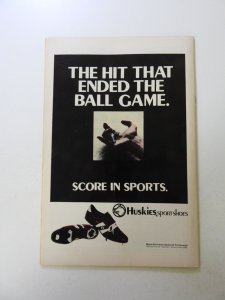 THE HIT THAT
ENDED THE
BALL GAME.
SCORE IN SPORTS.
Huskies sport shoes